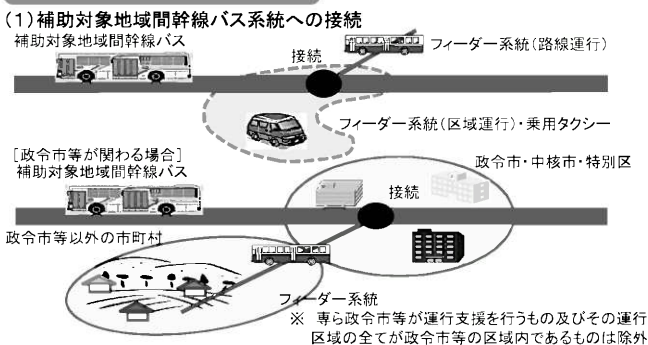 （1）補助対象地域間幹線バス系統への接続
補助対象地域間幹線バス
接続
フィーダー系統（路線運行）
フィーダー系統（区域運行）・乗用タクシー
［政令市等が関わる場合］
補助対象地域間幹線バス
政令市・中核市・特別区
接続
政令市等以外の市町村
フィーダー系統
※ 専ら政令市等が運行支援を行うもの及びその運行
区域の全てが政令市等の区域内であるものは除外